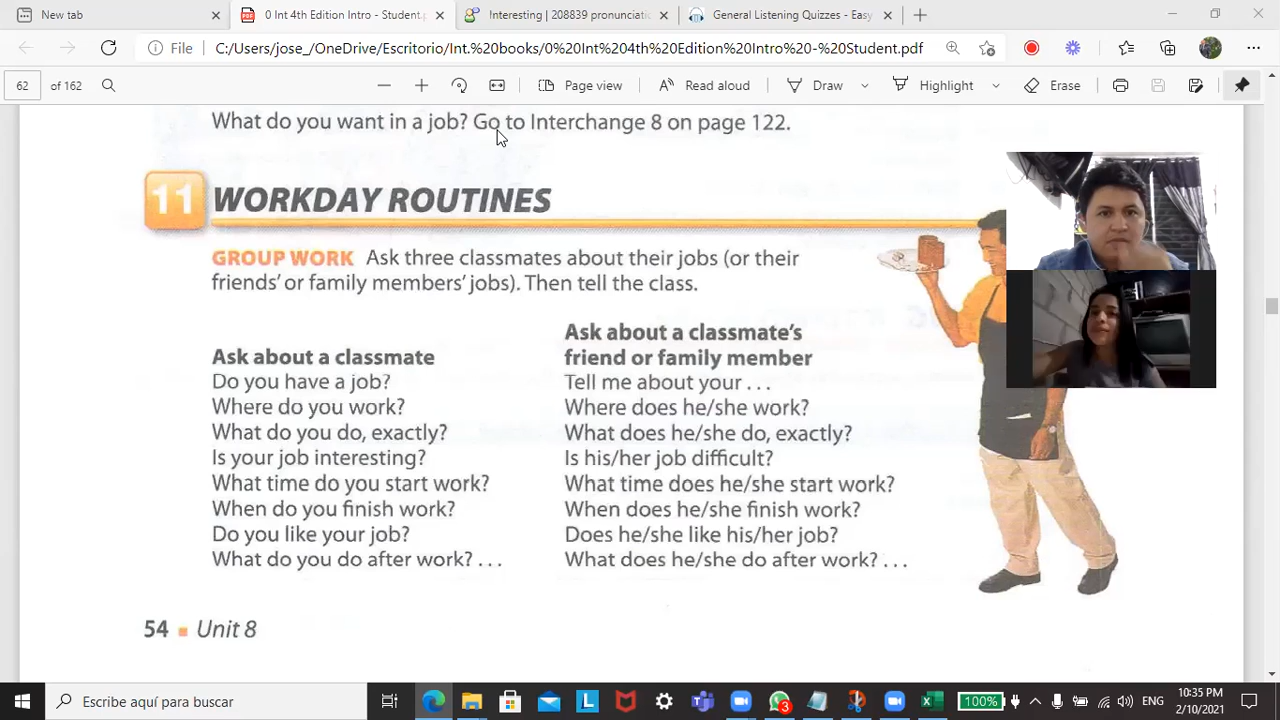 New tab
0 Int 4th Edition Intro - Student.p
Interesting | 208839 pronunciati
General Listening Quizzes - Easy
File
C:/Users/jose_/OneDrive/Escritorio/Int.%20books/0%20Int%204th%20Edition%20Intro%20-%20Student.pdf
62 of 162
Page view
Read aloud
Draw
Highlight
Erase
What do you want in a job? Go to Interchange 8 on page 122.
11 WORKDAY ROUTINES
GROUP WORK Ask three classmates about their jobs (or their
friends' or family members' jobs). Then tell the class.
Ask about a classmate
Do you have a job?
Where do you work?
What do you do, exactly?
Is your job interesting?
What time do you start work?
When do you finish work?
Do you like your job?
What do you do after work? . . .
Ask about a classmate's
friend or family member
Tell me about your . . .
Where does he/she work?
What does he/she do, exactly?
Is his/her job difficult?
What time does he/she start work?
When does he/she finish work?
Does he/she like his/her job?
What does he/she do after work? . . .
54 ▪ Unit 8
Escribe aquí para buscar
L
3
100%
ENG
10:35 PM
2/10/2021